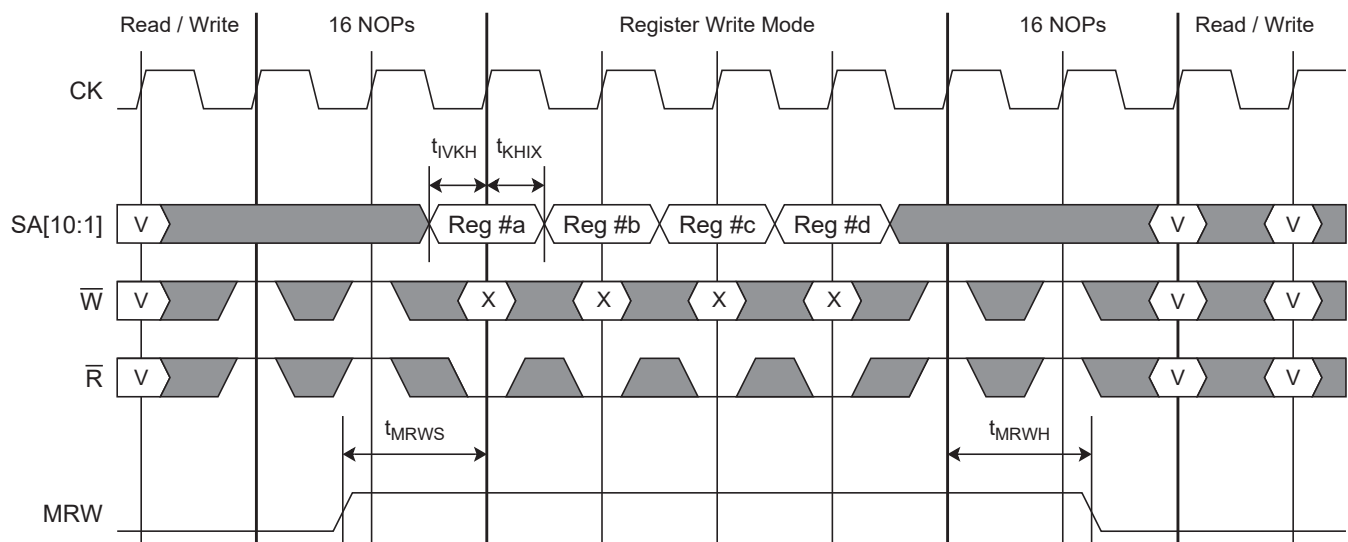 Read / Write 16 NOPs Register Write Mode 16 NOPs Read / Write
CK
tIVKH tKHIX
SA[10:1] V Reg #a Reg #b Reg #c Reg #d V V
W̅ V X X X X V V
R̅ V V V
tMRWS tMRWH
MRW